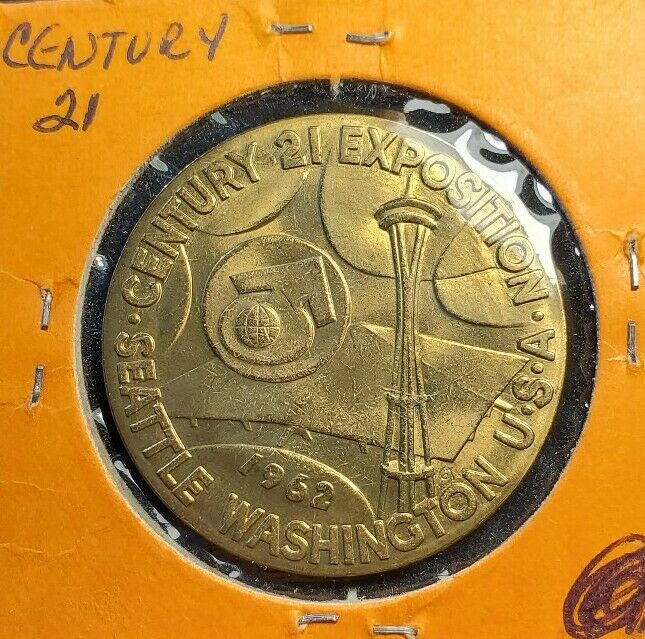 CENTURY
21
·CENTURY 21 EXPOSITION·
SEATTLE WASHINGTON U.S.A.
1962